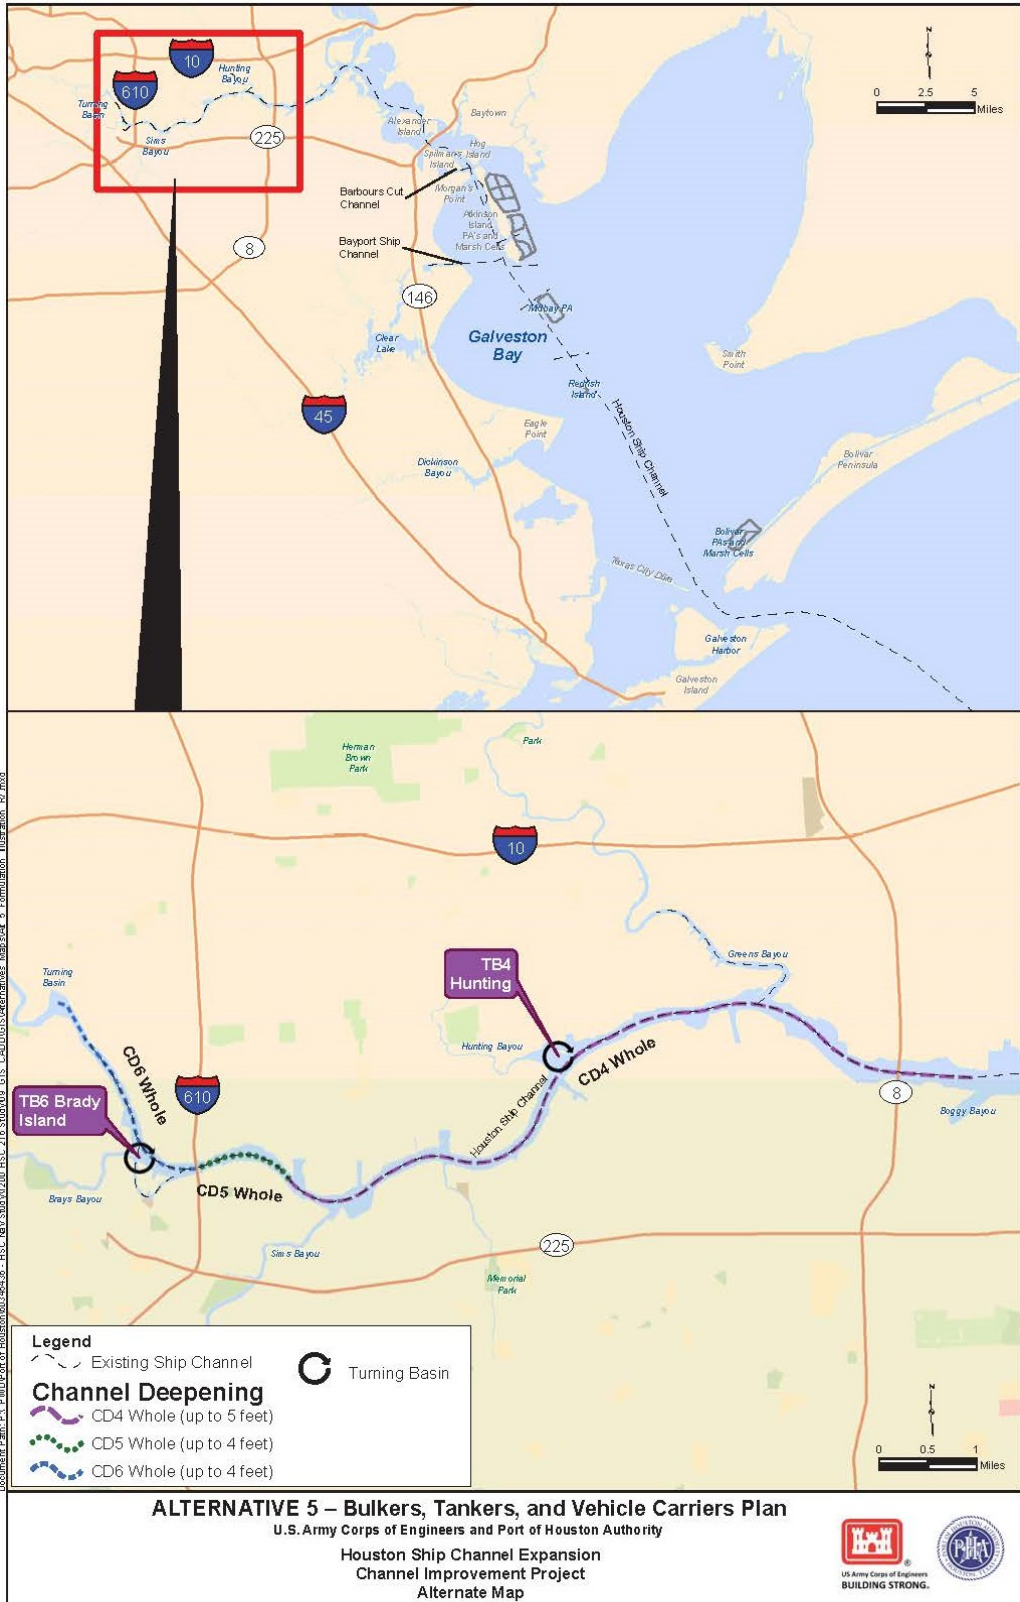 N
0 2.5 5
Miles
10
Hunting
Bayou
610
Turning
Basin
Sims
Bayou
225
Alexander
Island
Baytown
Hog
Island
Spilman's
Island
Barbours Cut
Channel
Morgan's
Point
Atkinson
Island
PA's and
Marsh Cells
Bayport Ship
Channel
8
146
Midbay PA
Galveston
Bay
Clear
Lake
Smith
Point
Redfish
Island
45
Houston Ship Channel
Eagle
Point
Dickinson
Bayou
Bolivar
Peninsula
Bolivar
PAs and
Marsh Cells
Texas City Dike
Galveston
Harbor
Galveston
Island
Herman
Brown
Park
Park
10
Greens Bayou
TB4
Hunting
Turning
Basin
Hunting Bayou
CD4 Whole
CD6 Whole
610
Houston Ship Channel
8
TB6 Brady
Island
Boggy Bayou
Brays Bayou
CD5 Whole
Sims Bayou
225
Memorial
Park
Legend
Existing Ship Channel
Turning Basin
Channel Deepening
CD4 Whole (up to 5 feet)
CD5 Whole (up to 4 feet)
CD6 Whole (up to 4 feet)
N
0 0.5 1
Miles
ALTERNATIVE 5 – Bulkers, Tankers, and Vehicle Carriers Plan
U.S. Army Corps of Engineers and Port of Houston Authority
Houston Ship Channel Expansion
Channel Improvement Project
Alternate Map
US Army Corps of Engineers
BUILDING STRONG.
®
PHA